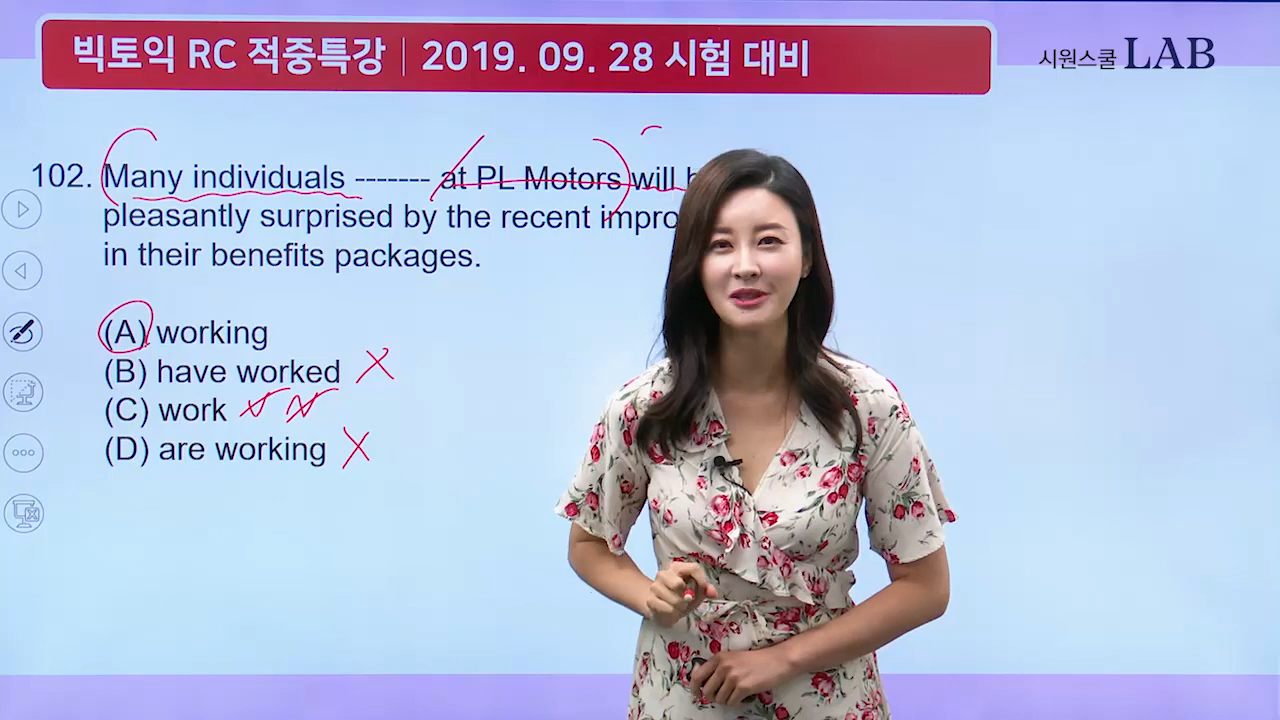 빅토익 RC 적중특강 | 2019. 09. 28 시험 대비
시원스쿨 LAB
102. Many individuals ------- at PL Motors will
pleasantly surprised by the recent impro
in their benefits packages.
(A) working
(B) have worked
(C) work
(D) are working